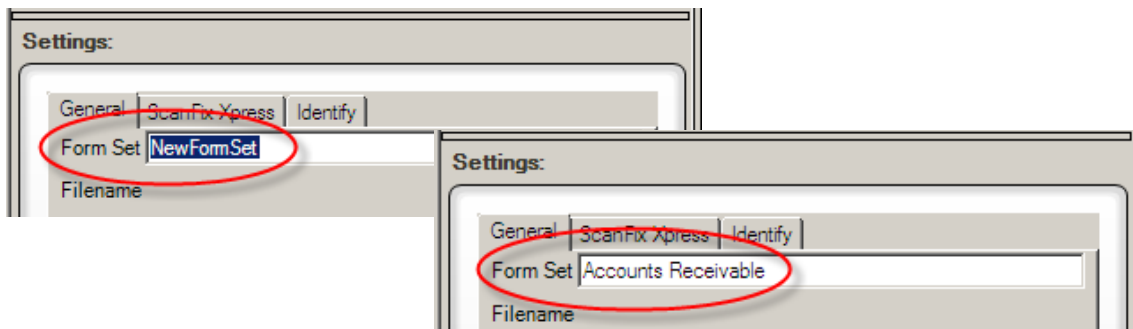 Settings:
General ScanFix Xpress Identify
Form Set NewFormSet
Filename
Settings:
General ScanFix Xpress Identify
Form Set Accounts Receivable
Filename